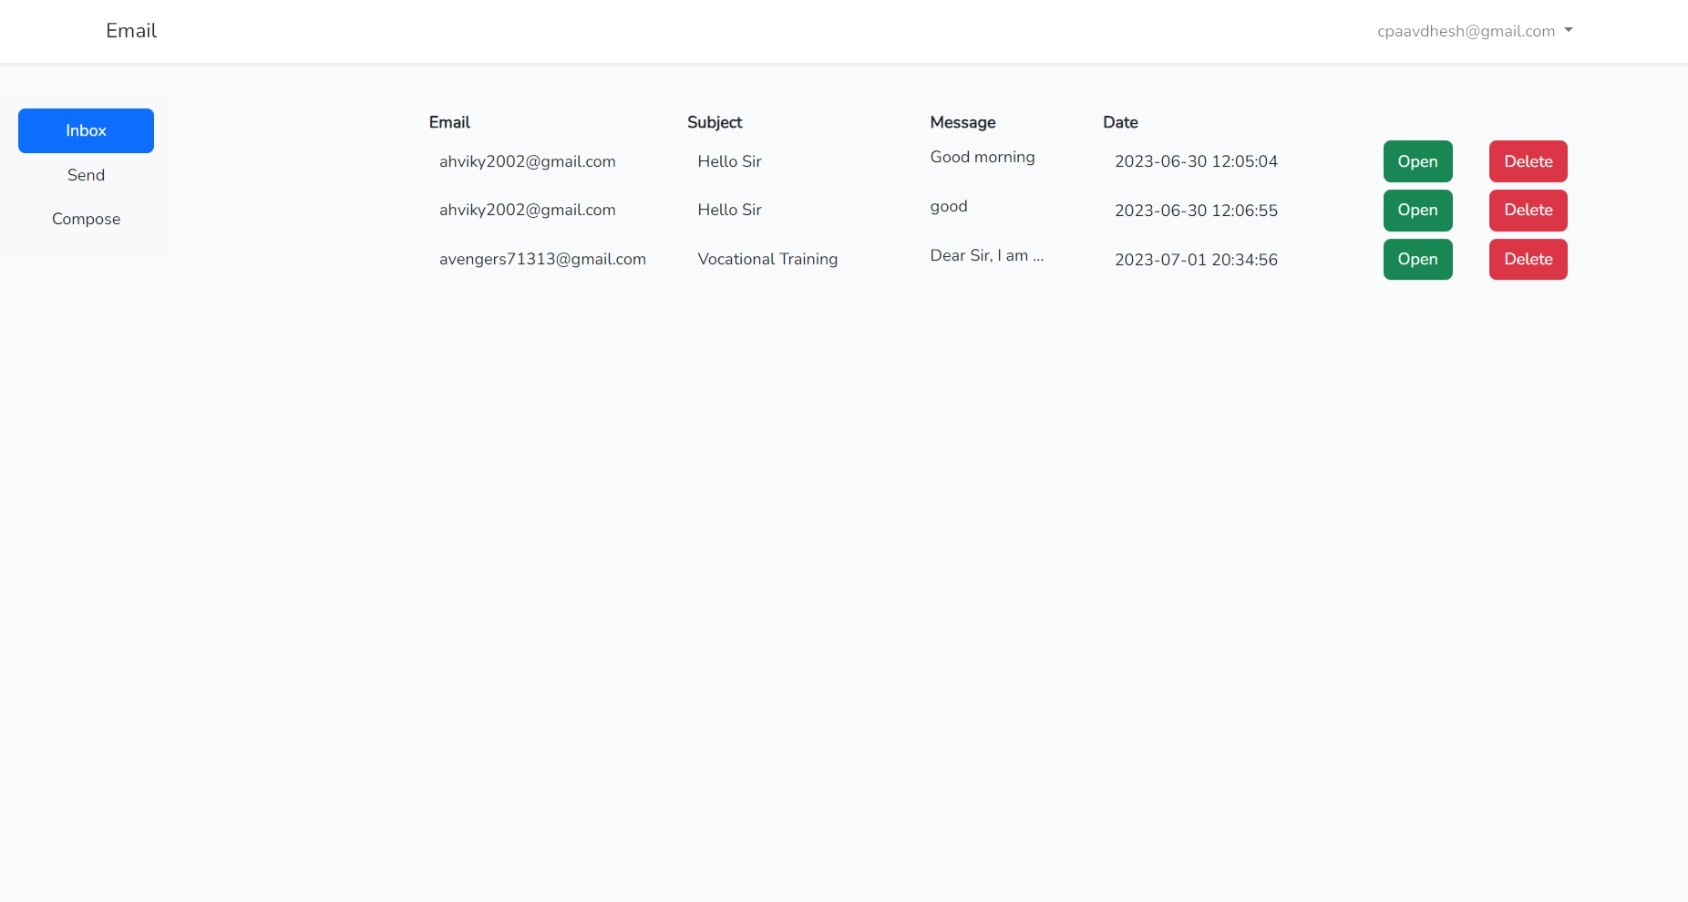 Email cpaavdhesh@gmail.com
Inbox
Send
Compose
Email Subject Message Date
ahviky2002@gmail.com Hello Sir Good morning 2023-06-30 12:05:04 Open Delete
ahviky2002@gmail.com Hello Sir good 2023-06-30 12:06:55 Open Delete
avengers71313@gmail.com Vocational Training Dear Sir, I am ... 2023-07-01 20:34:56 Open Delete